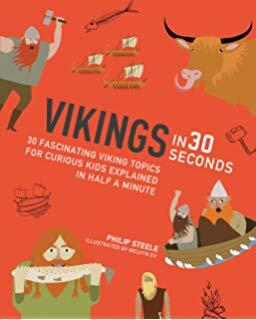 VIKINGS IN 30 SECONDS
30 FASCINATING VIKING TOPICS
FOR CURIOUS KIDS EXPLAINED
IN HALF A MINUTE
PHILIP STEELE
ILLUSTRATED BY MELVYN EV